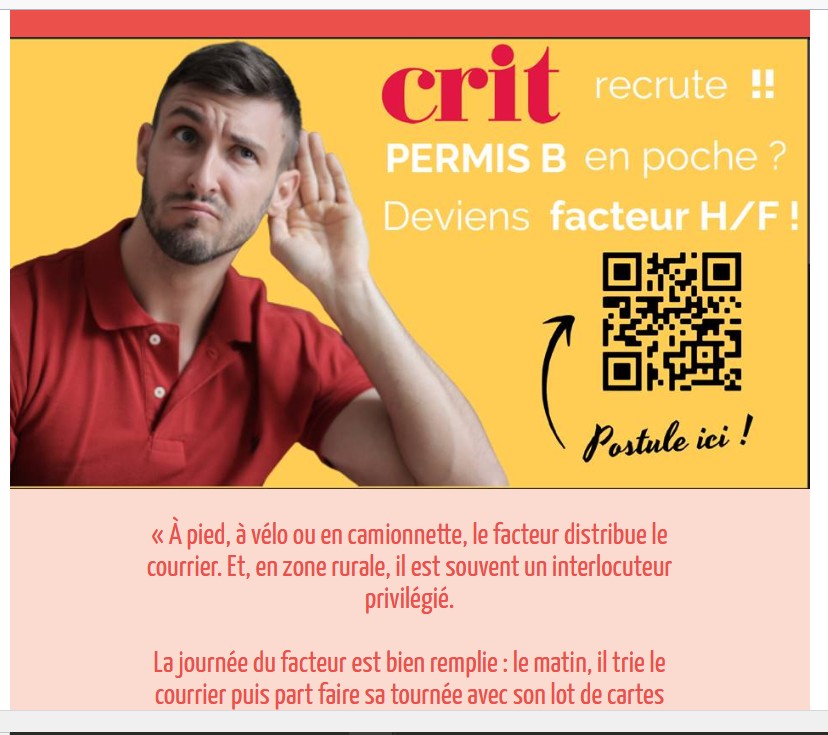 crit recrute !!
PERMIS B en poche ?
Deviens facteur H/F !
Postule ici !
« À pied, à vélo ou en camionnette, le facteur distribue le
courrier. Et, en zone rurale, il est souvent un interlocuteur
privilégié.
La journée du facteur est bien remplie : le matin, il trie le
courrier puis part faire sa tournée avec son lot de cartes